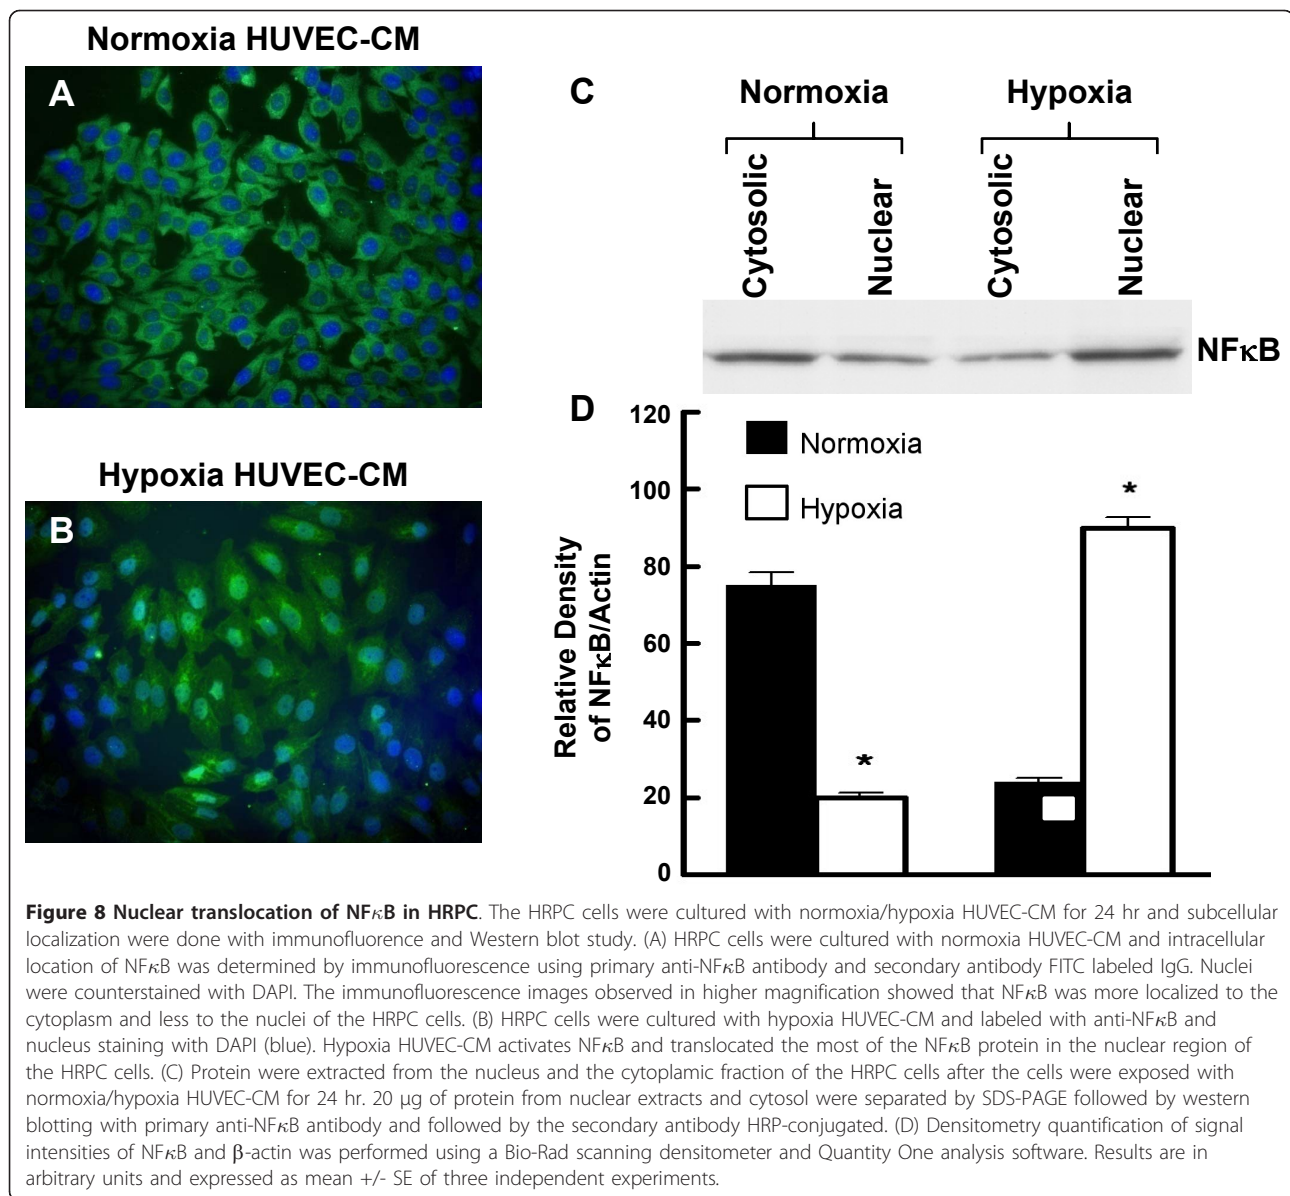 Normoxia HUVEC-CM
A
Hypoxia HUVEC-CM
B
C
Normoxia
Hypoxia
Cytosolic
Nuclear
Cytosolic
Nuclear
NFκB
D
120
100
80
60
40
20
0
Relative Density
of NFκB/Actin
Normoxia
Hypoxia
*
*
Figure 8 Nuclear translocation of NFκB in HRPC. The HRPC cells were cultured with normoxia/hypoxia HUVEC-CM for 24 hr and subcellular
localization were done with immunofluorence and Western blot study. (A) HRPC cells were cultured with normoxia HUVEC-CM and intracellular
location of NFκB was determined by immunofluorescence using primary anti-NFκB antibody and secondary antibody FITC labeled IgG. Nuclei
were counterstained with DAPI. The immunofluorescence images observed in higher magnification showed that NFκB was more localized to the
cytoplasm and less to the nuclei of the HRPC cells. (B) HRPC cells were cultured with hypoxia HUVEC-CM and labeled with anti-NFκB and
nucleus staining with DAPI (blue). Hypoxia HUVEC-CM activates NFκB and translocated the most of the NFκB protein in the nuclear region of
the HRPC cells. (C) Protein were extracted from the nucleus and the cytoplamic fraction of the HRPC cells after the cells were exposed with
normoxia/hypoxia HUVEC-CM for 24 hr. 20 μg of protein from nuclear extracts and cytosol were separated by SDS-PAGE followed by western
blotting with primary anti-NFκB antibody and followed by the secondary antibody HRP-conjugated. (D) Densitometry quantification of signal
intensities of NFκB and β-actin was performed using a Bio-Rad scanning densitometer and Quantity One analysis software. Results are in
arbitrary units and expressed as mean +/- SE of three independent experiments.